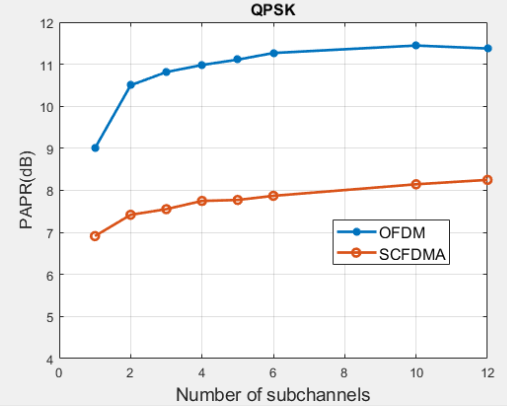 QPSK
12
11
10
9
8
7
6
5
4
PAPR(dB)
OFDM
SCFDMA
0 2 4 6 8 10 12
Number of subchannels